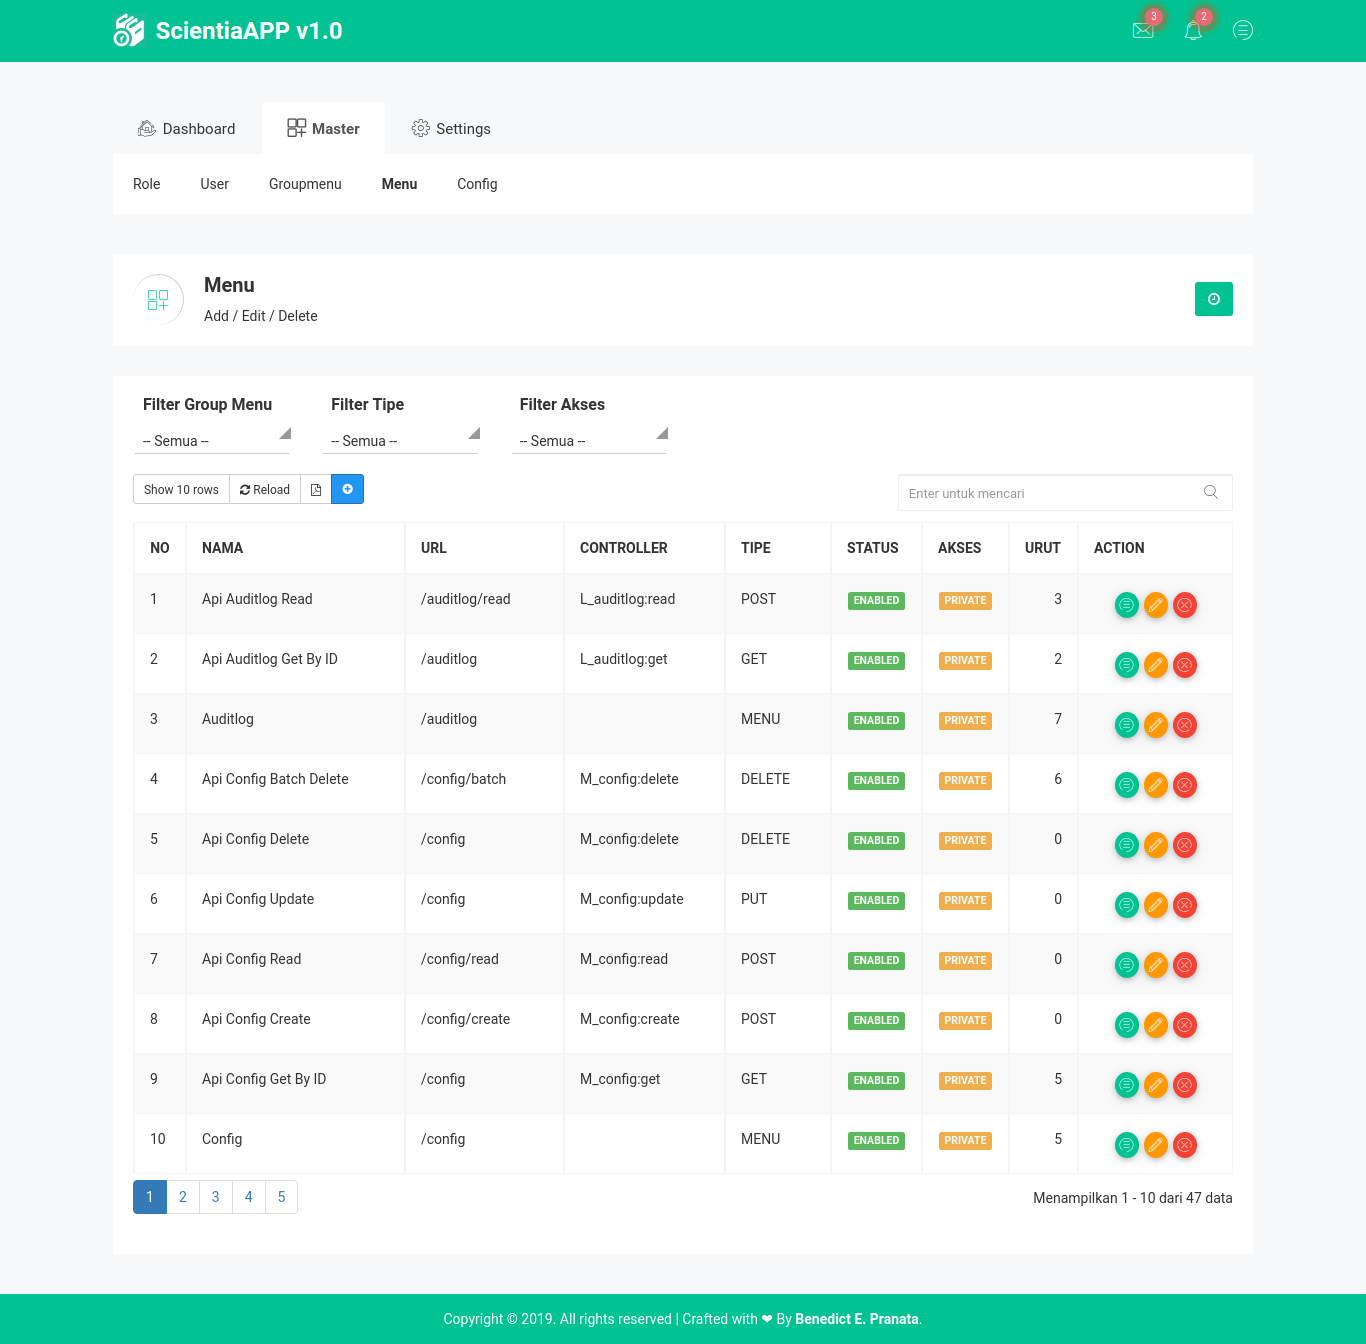 ScientiaAPP v1.0 3 2
Dashboard Master Settings
Role User Groupmenu Menu Config
Menu
Add / Edit / Delete
Filter Group Menu Filter Tipe Filter Akses
-- Semua -- -- Semua -- -- Semua --
Show 10 rows Reload Enter untuk mencari
NO NAMA URL CONTROLLER TIPE STATUS AKSES URUT ACTION
1 Api Auditlog Read /auditlog/read L_auditlog:read POST ENABLED PRIVATE 3
2 Api Auditlog Get By ID /auditlog L_auditlog:get GET ENABLED PRIVATE 2
3 Auditlog /auditlog MENU ENABLED PRIVATE 7
4 Api Config Batch Delete /config/batch M_config:delete DELETE ENABLED PRIVATE 6
5 Api Config Delete /config M_config:delete DELETE ENABLED PRIVATE 0
6 Api Config Update /config M_config:update PUT ENABLED PRIVATE 0
7 Api Config Read /config/read M_config:read POST ENABLED PRIVATE 0
8 Api Config Create /config/create M_config:create POST ENABLED PRIVATE 0
9 Api Config Get By ID /config M_config:get GET ENABLED PRIVATE 5
10 Config /config MENU ENABLED PRIVATE 5
1 2 3 4 5 Menampilkan 1 - 10 dari 47 data
Copyright © 2019. All rights reserved | Crafted with ❤ By Benedict E. Pranata.